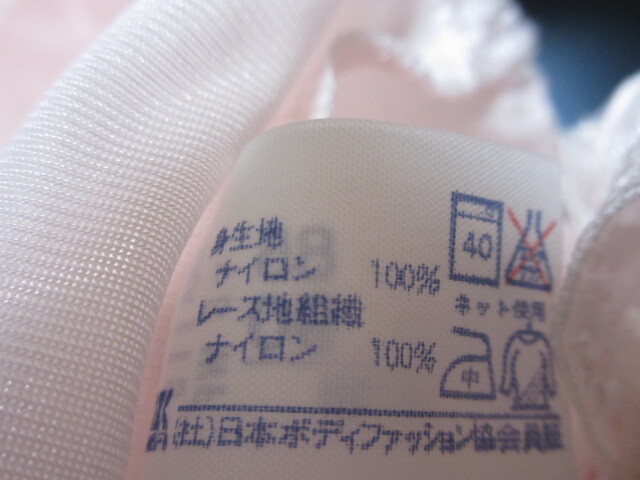 身生地
ナイロン 100%
レース地組織
ナイロン 100%
40
ネット使用
中
(社)日本ボディファッション協会員